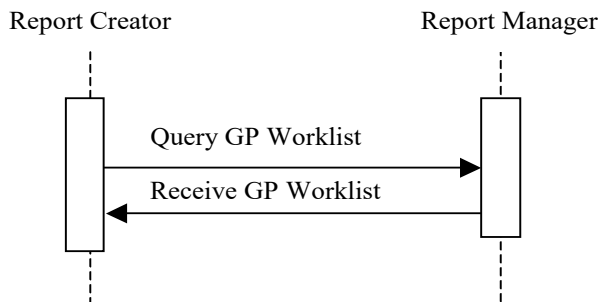 Report Creator
Report Manager
Query GP Worklist
Receive GP Worklist